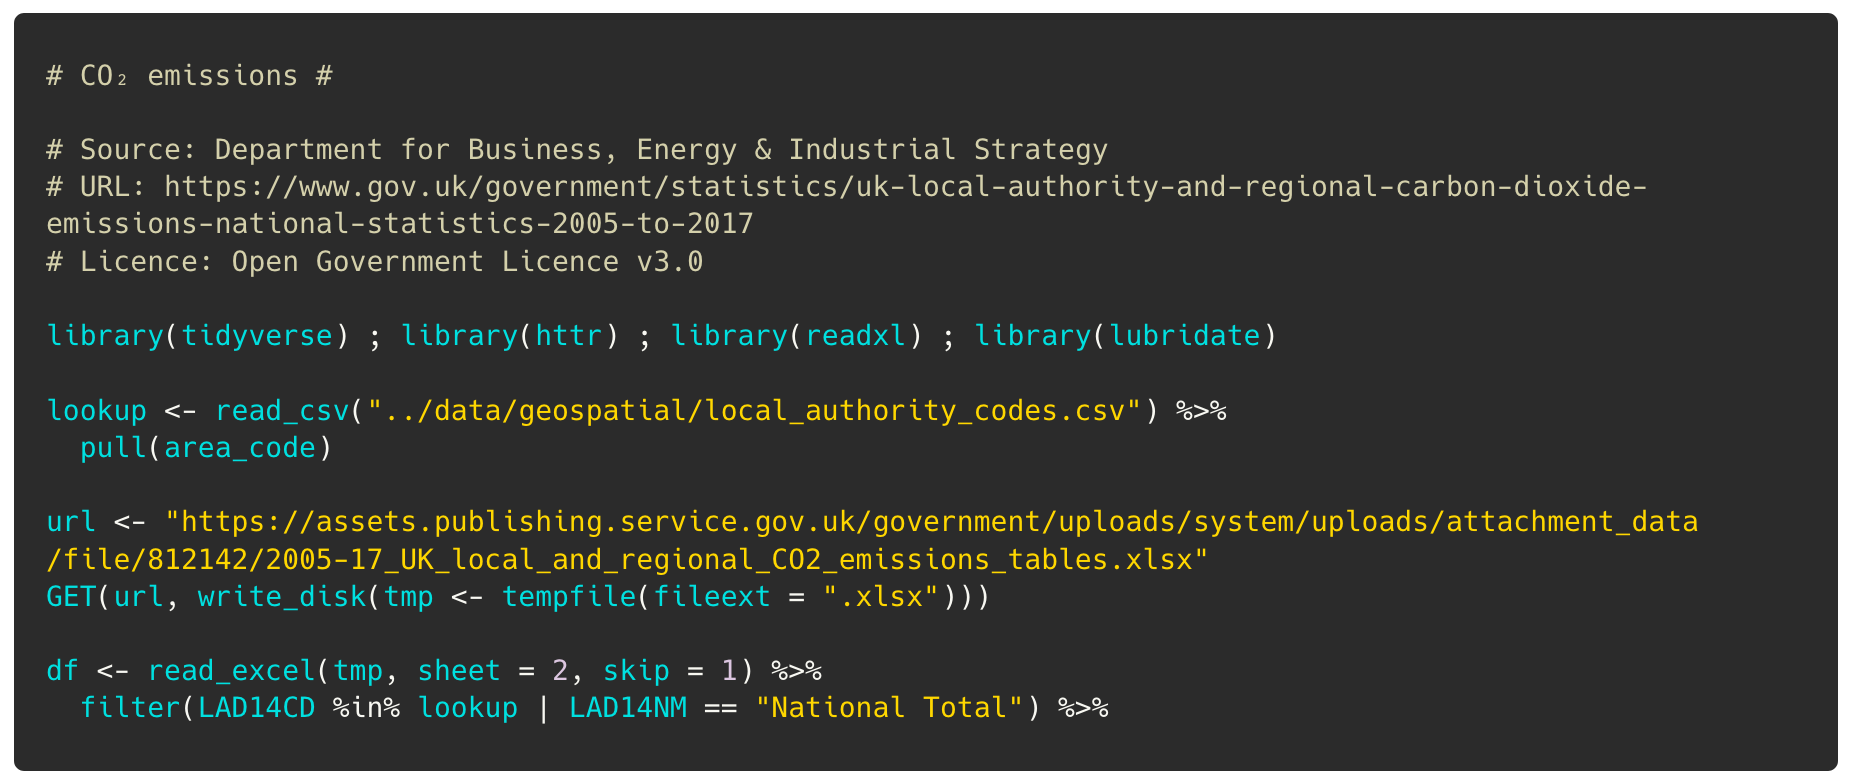 # CO₂ emissions #
# Source: Department for Business, Energy & Industrial Strategy
# URL: https://www.gov.uk/government/statistics/uk-local-authority-and-regional-carbon-dioxide-
emissions-national-statistics-2005-to-2017
# Licence: Open Government Licence v3.0
library(tidyverse) ; library(httr) ; library(readxl) ; library(lubridate)
lookup <- read_csv("../data/geospatial/local_authority_codes.csv") %>%
  pull(area_code)
url <- "https://assets.publishing.service.gov.uk/government/uploads/system/uploads/attachment_data
/file/812142/2005-17_UK_local_and_regional_CO2_emissions_tables.xlsx"
GET(url, write_disk(tmp <- tempfile(fileext = ".xlsx")))
df <- read_excel(tmp, sheet = 2, skip = 1) %>%
  filter(LAD14CD %in% lookup | LAD14NM == "National Total") %>%